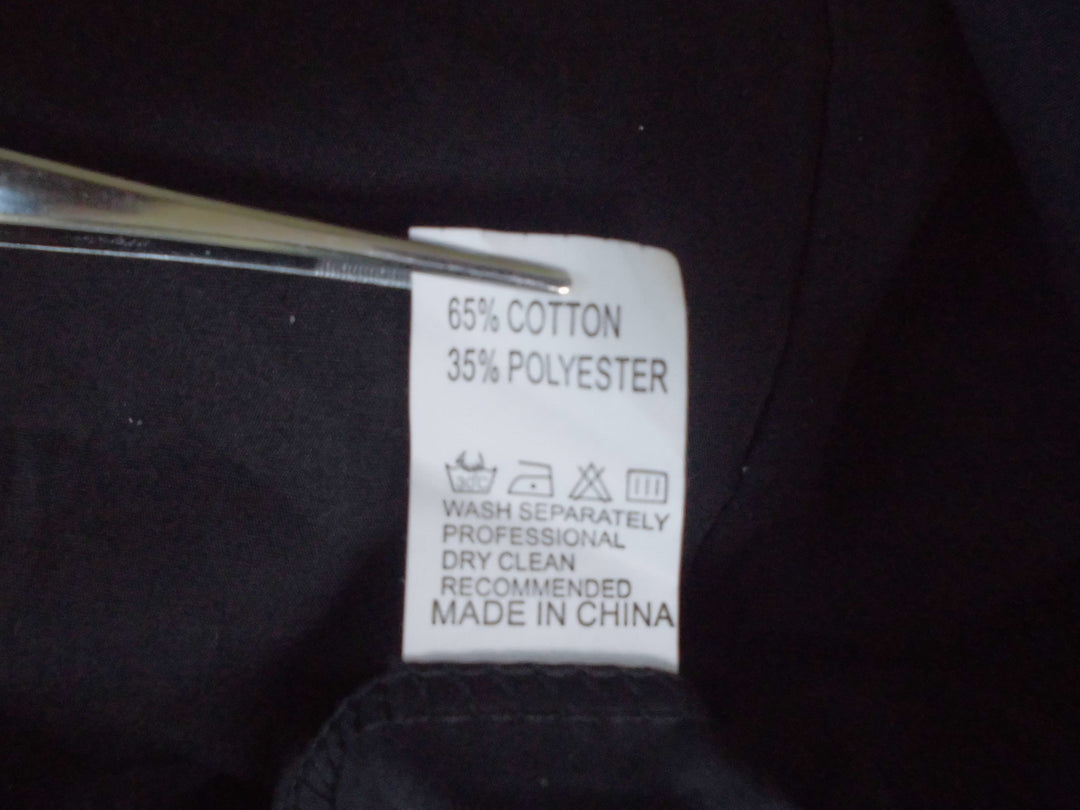 65% COTTON
35% POLYESTER
WASH SEPARATELY
PROFESSIONAL
DRY CLEAN
RECOMMENDED
MADE IN CHINA